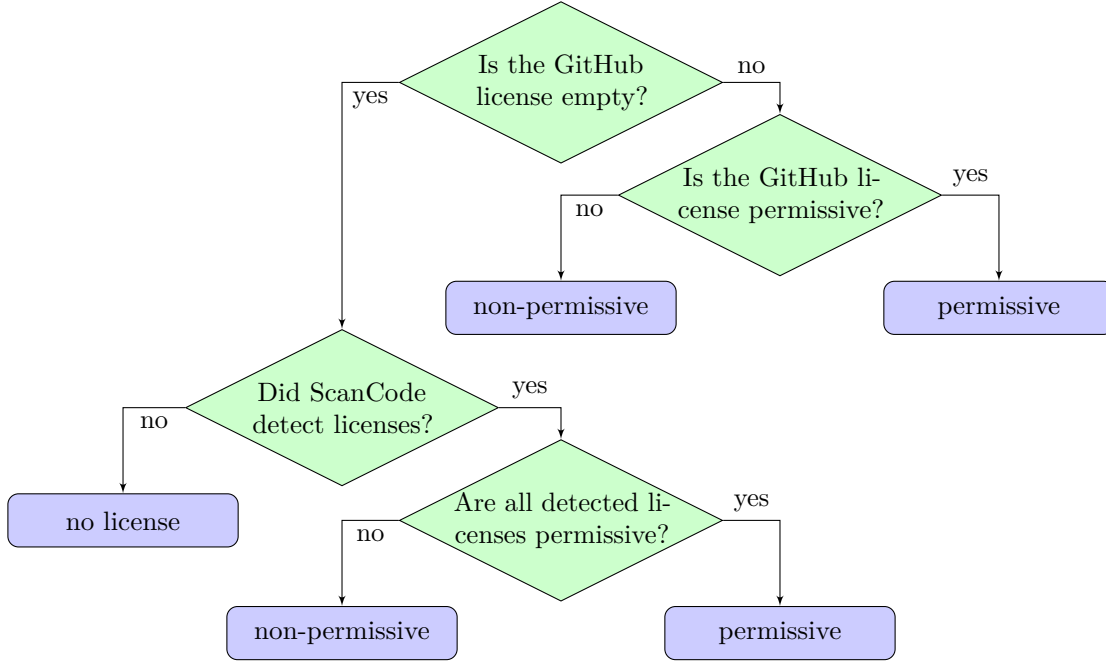 Is the GitHub
license empty?
yes
no
Is the GitHub li-
cense permissive?
no
yes
non-permissive
permissive
Did ScanCode
detect licenses?
no
yes
no license
Are all detected li-
censes permissive?
no
yes
non-permissive
permissive